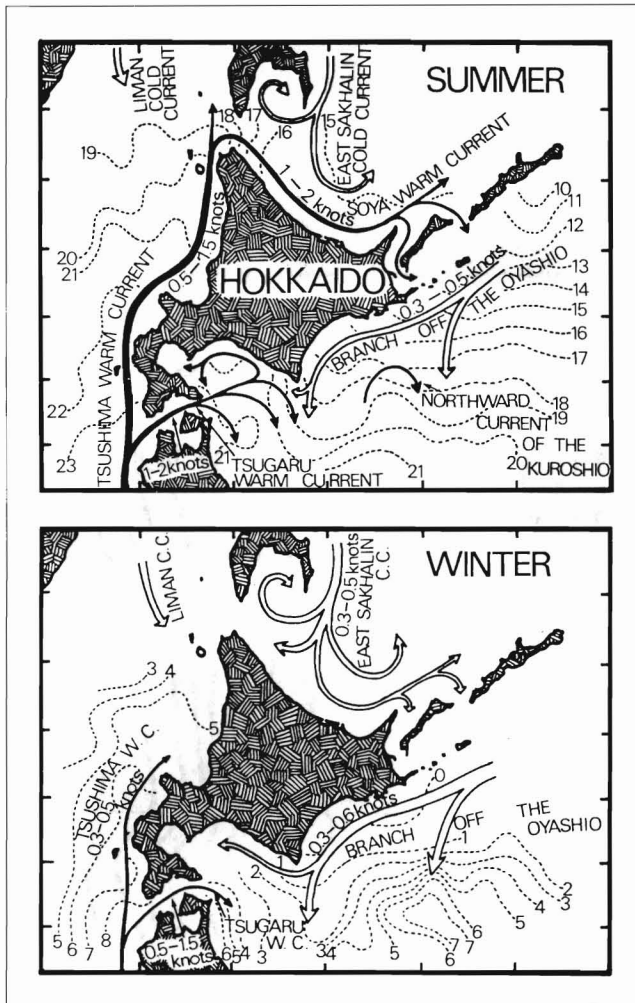 SUMMER
LIMAN
COLD
CURRENT
EAST SAKHALIN
COLD CURRENT
18
17
16
15
19
20
21
22
23
1–2 knots
SOYA WARM CURRENT
0.5–1.5 knots
HOKKAIDO
TSUSHIMA WARM CURRENT
10
11
12
13
14
15
16
17
18
19
0.3–0.5 knots
BRANCH OFF THE OYASHIO
NORTHWARD
CURRENT
OF THE
KUROSHIO
20
21
21
1–2 knots
TSUGARU
WARM CURRENT
WINTER
LIMAN C.C.
0.3–0.5 knots
EAST SAKHALIN
C.C.
3
4
5
TSUSHIMA W.C.
0.3–0.5 knots
0
0.3–0.6 knots
BRANCH OFF
THE
OYASHIO
1
1
2
2
3
4
5
6
7
7
6
5
4
3
5
6
7
8
0.5–1.5
knots
TSUGARU
W.C.
6
5
4
3
3